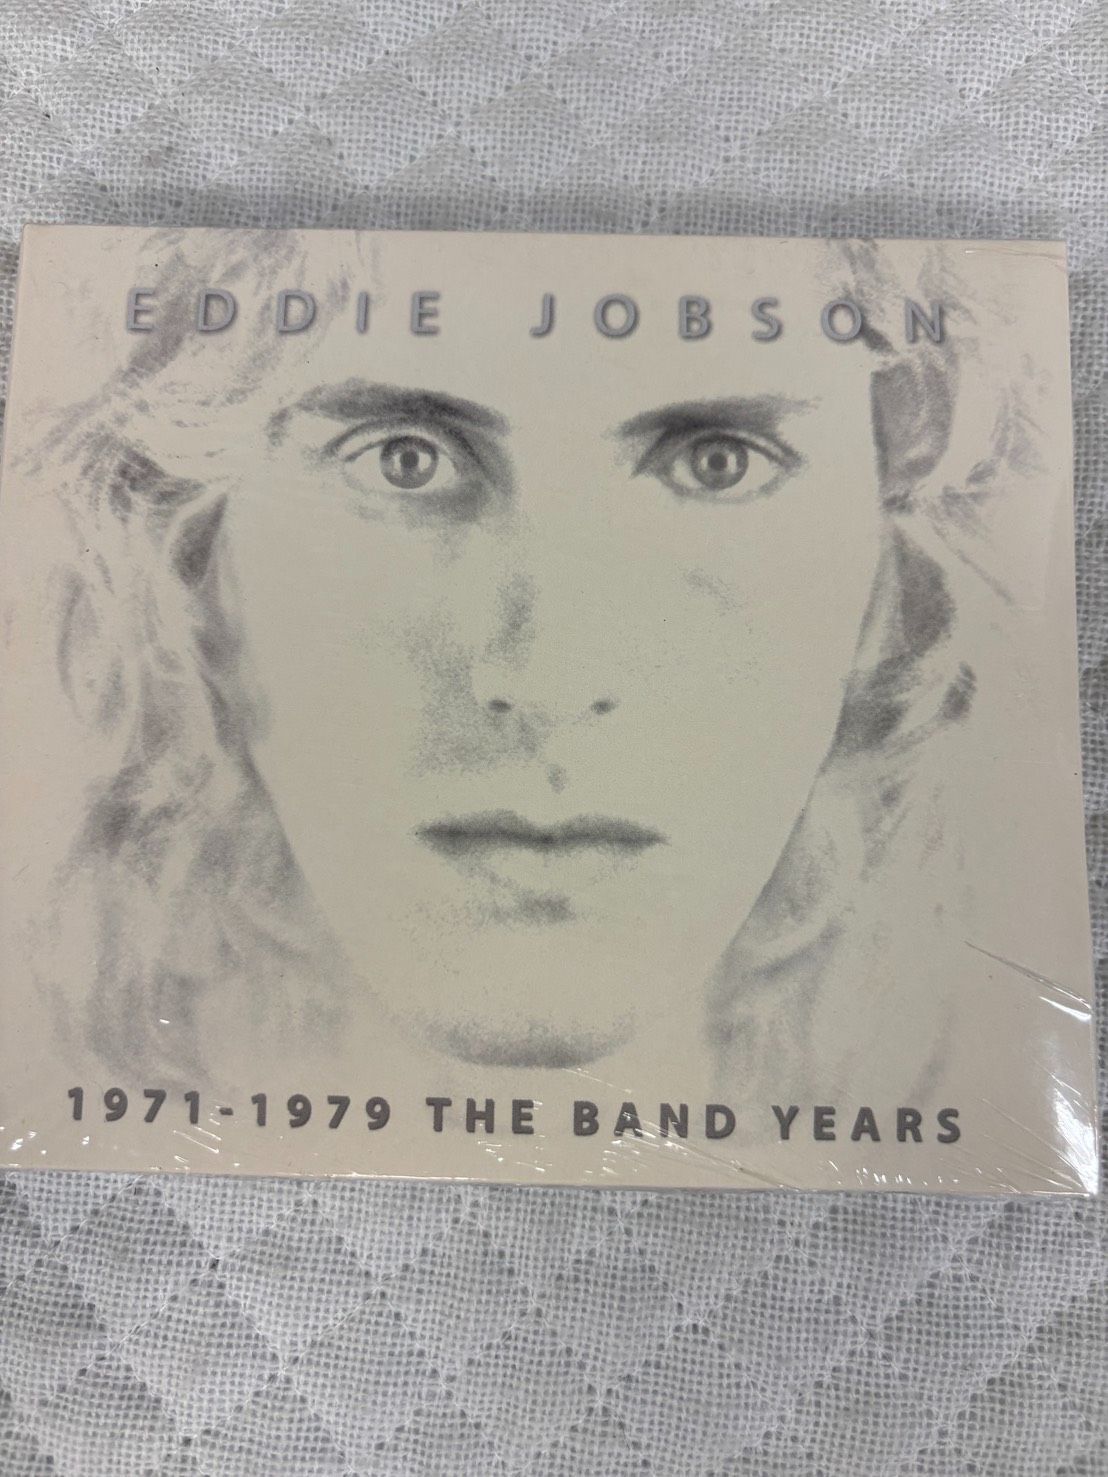 EDDIE JOBSON
1971-1979 THE BAND YEARS